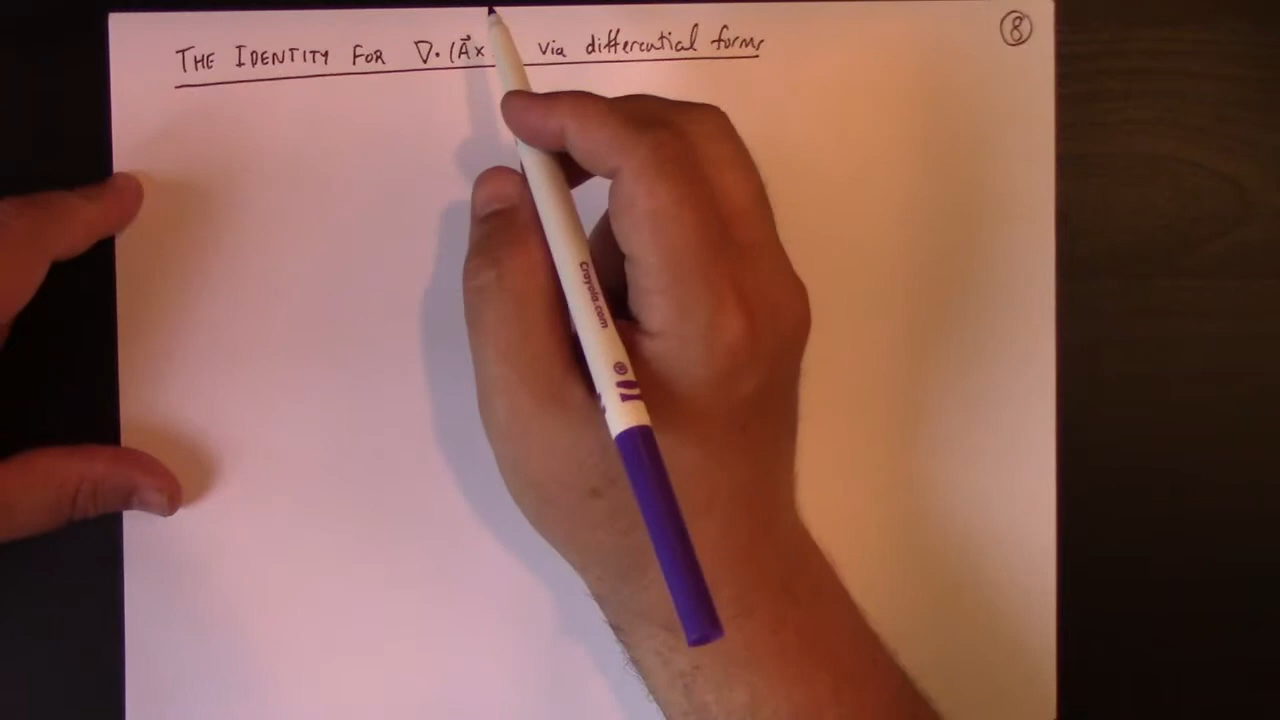 THE IDENTITY FOR ∇·(A⃗× via differential forms
8
Crayola.com
®